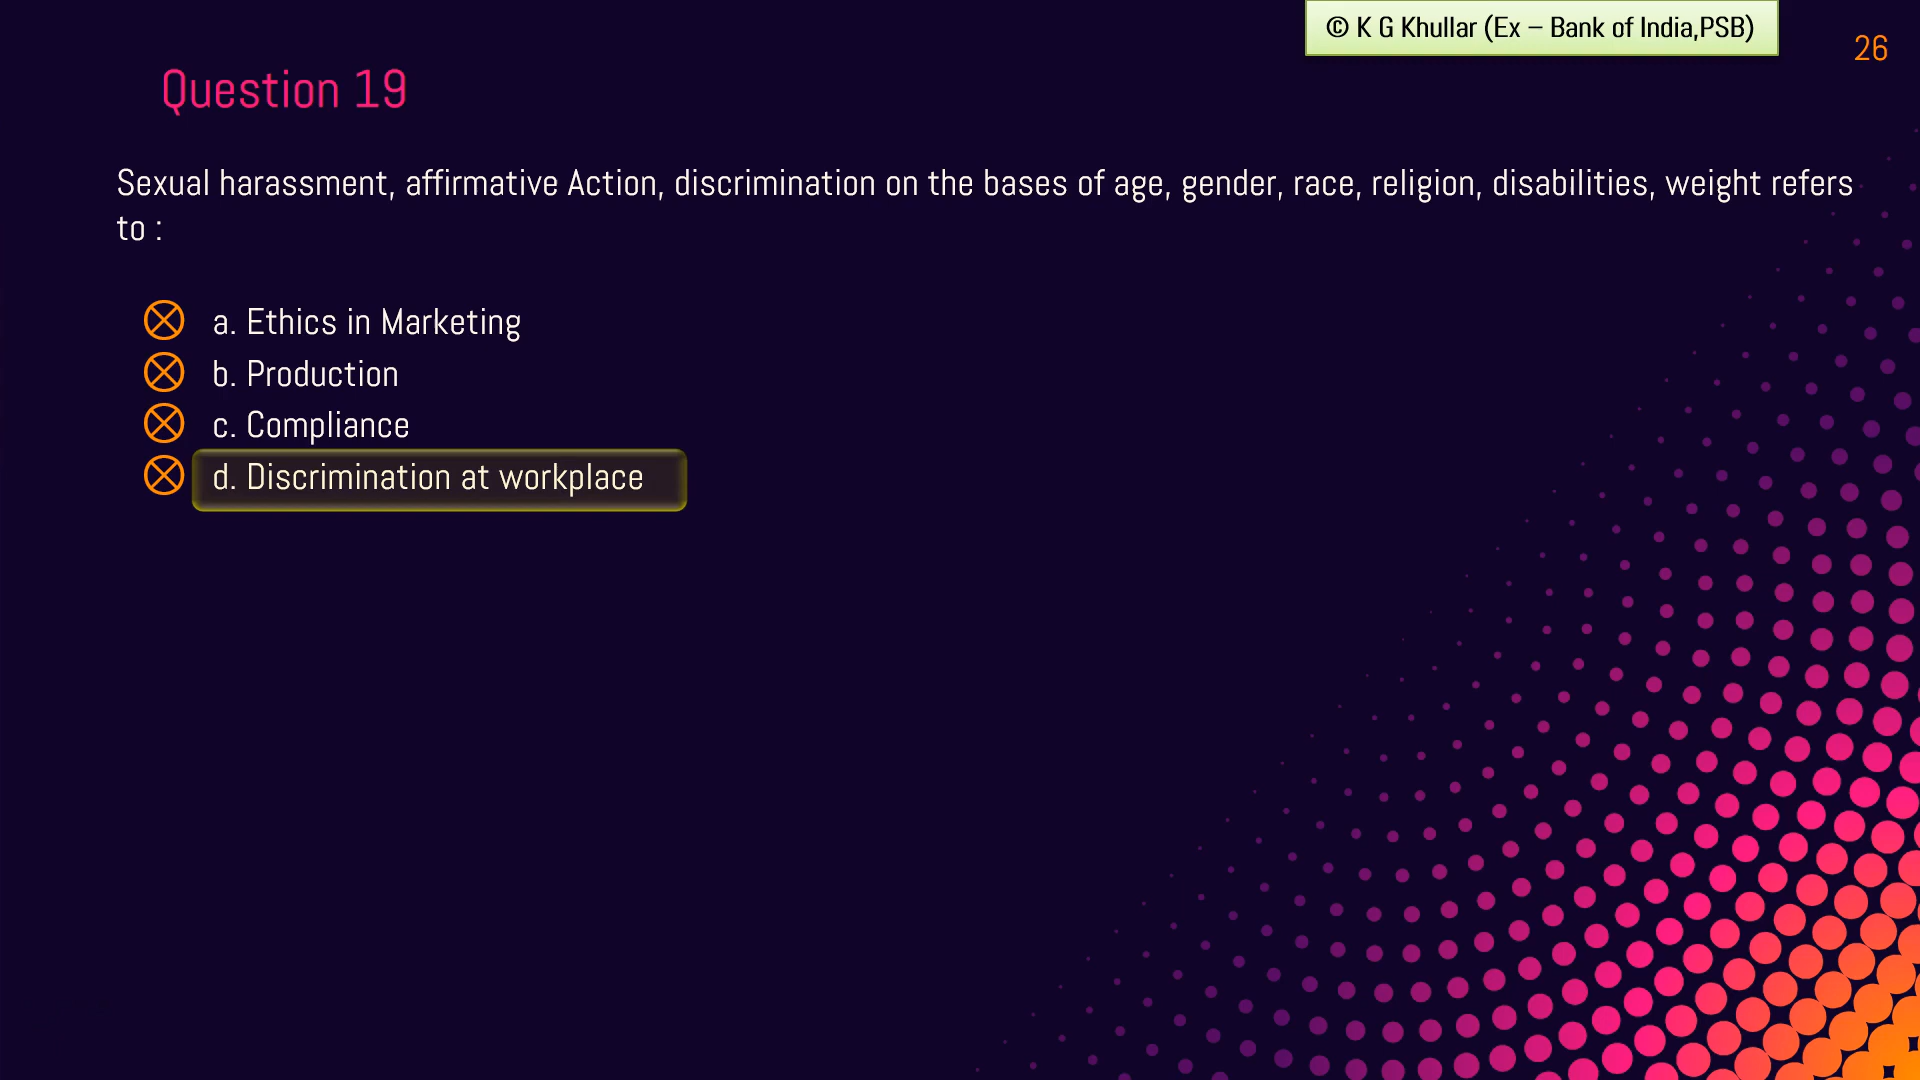 © K G Khullar (Ex – Bank of India,PSB)
26
Question 19
Sexual harassment, affirmative Action, discrimination on the bases of age, gender, race, religion, disabilities, weight refers
to :
a. Ethics in Marketing
b. Production
c. Compliance
d. Discrimination at workplace